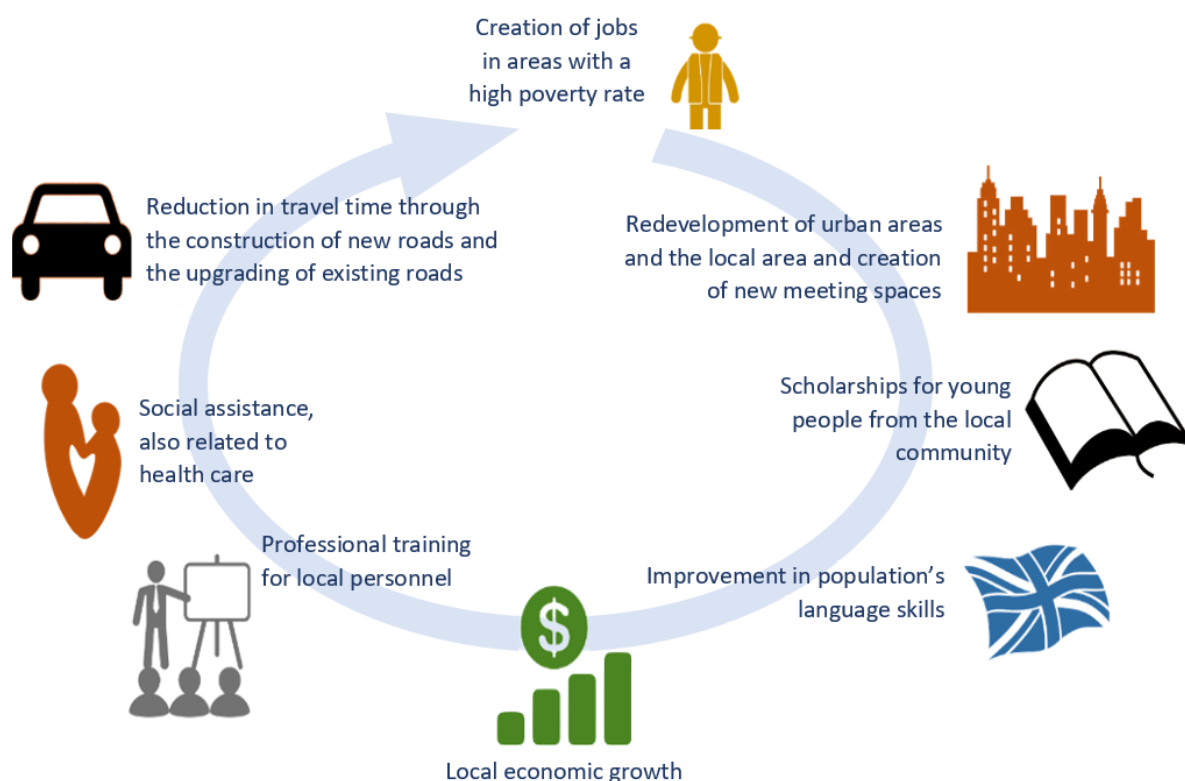 Creation of jobs
in areas with a
high poverty rate
Redevelopment of urban areas
and the local area and creation
of new meeting spaces
Scholarships for young
people from the local
community
Improvement in population's
language skills
$
Local economic growth
Professional training
for local personnel
Social assistance,
also related to
health care
Reduction in travel time through
the construction of new roads and
the upgrading of existing roads